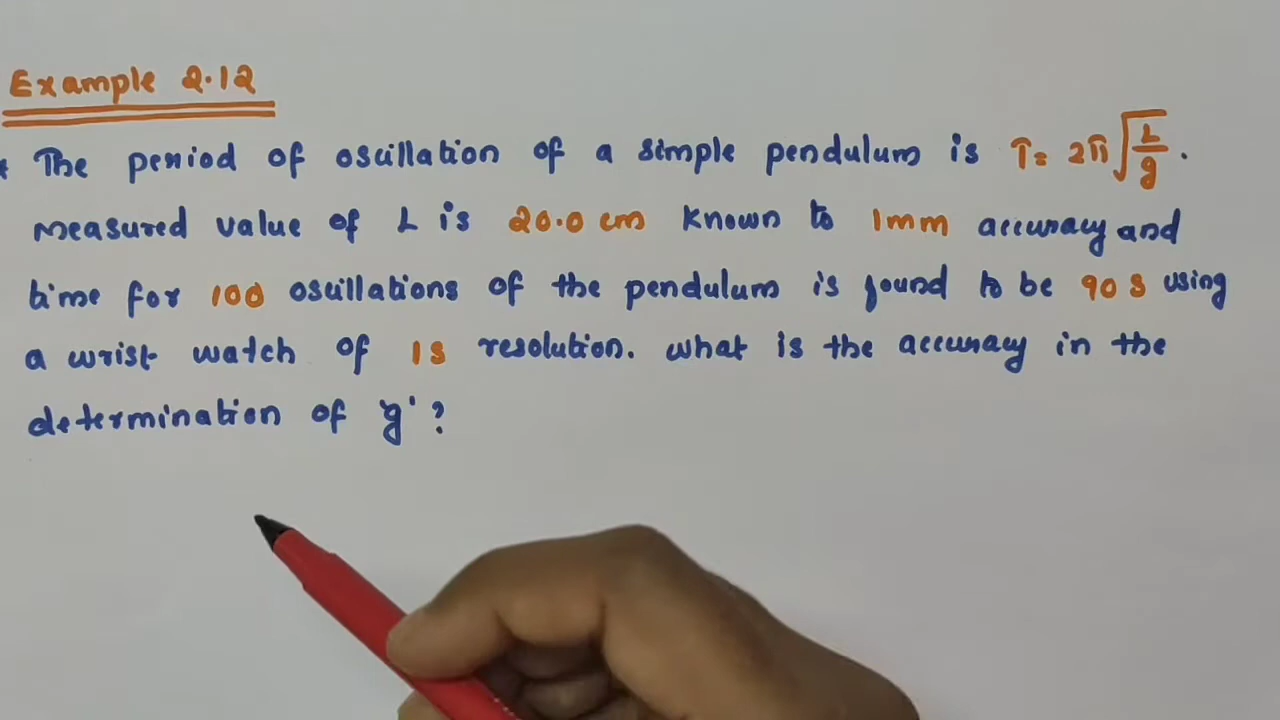 Example 2.12
The period of oscillation of a simple pendulum is T = 2π√(L/g).
Measured value of L is 20.0 cm known to 1mm accuracy and
time for 100 oscillations of the pendulum is found to be 90 s using
a wrist watch of 1s resolution. What is the accuracy in the
determination of 'g'?